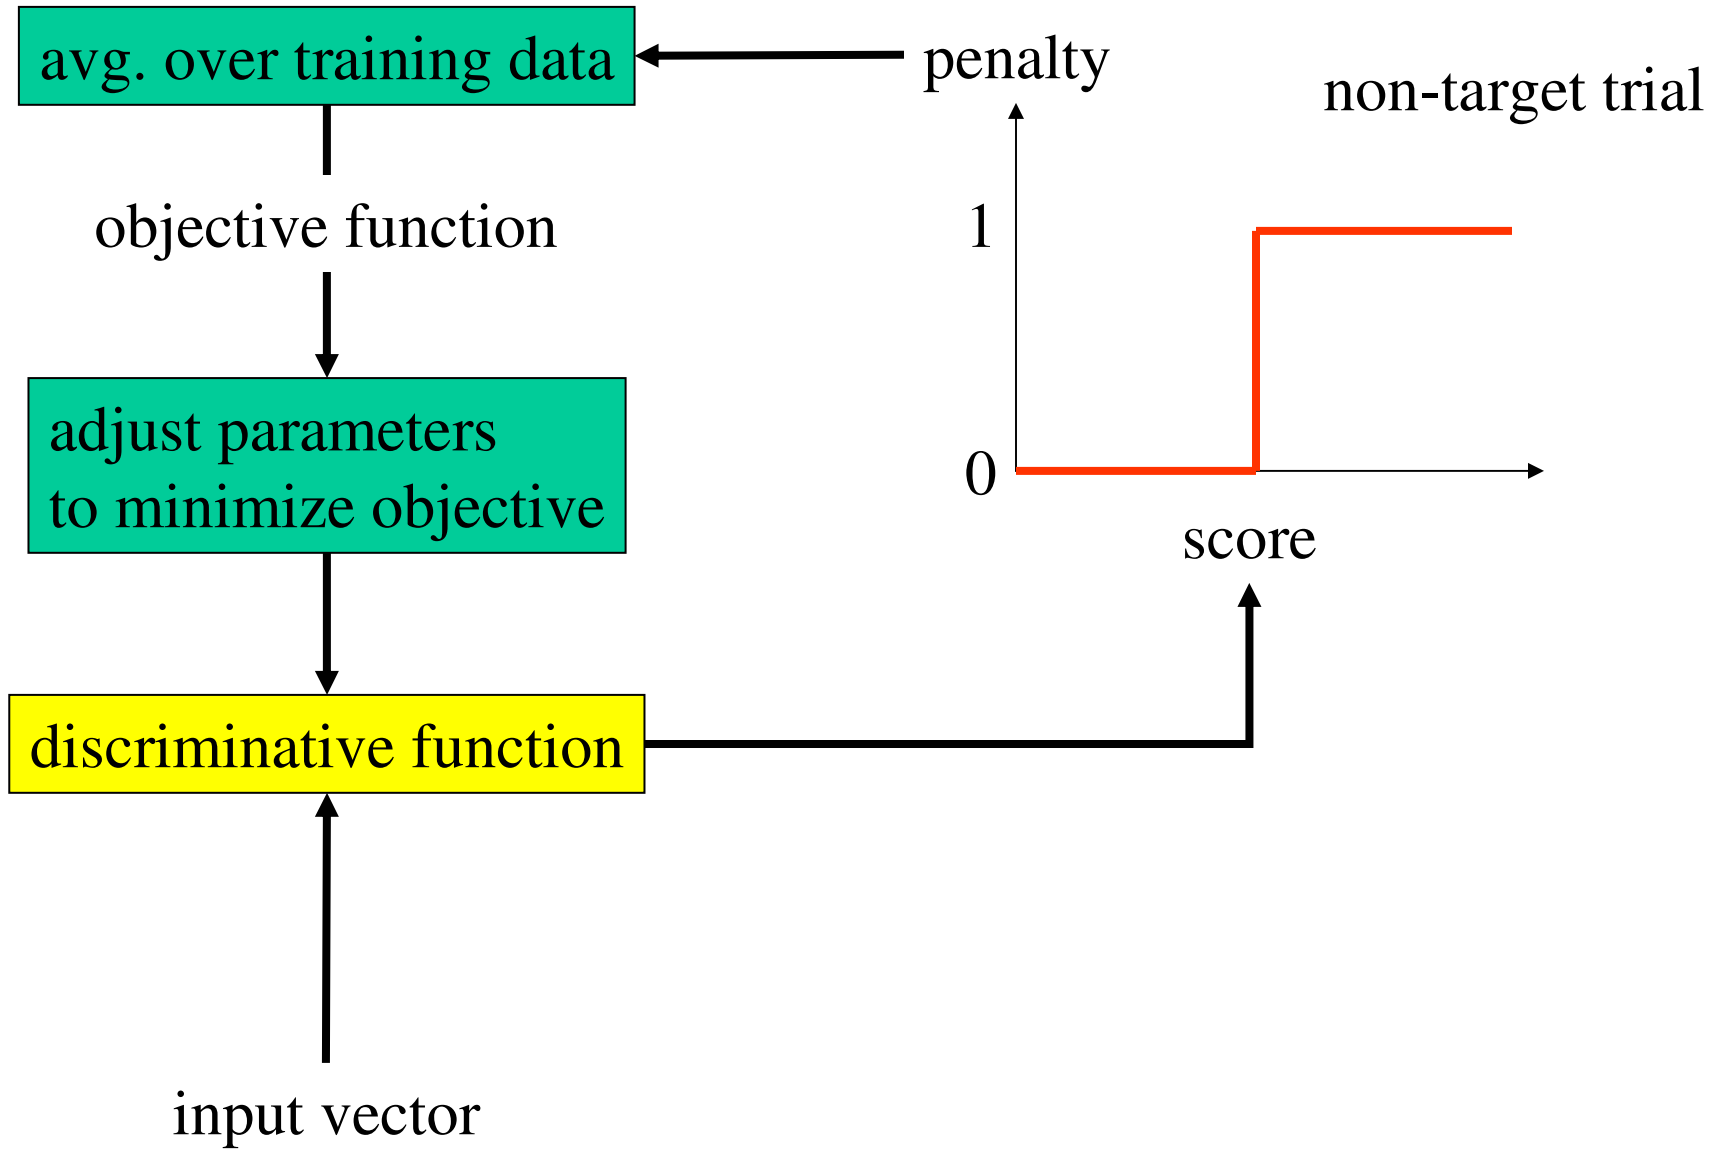 avg. over training data
penalty
non-target trial
objective function
1
adjust parameters
to minimize objective
0
score
discriminative function
input vector